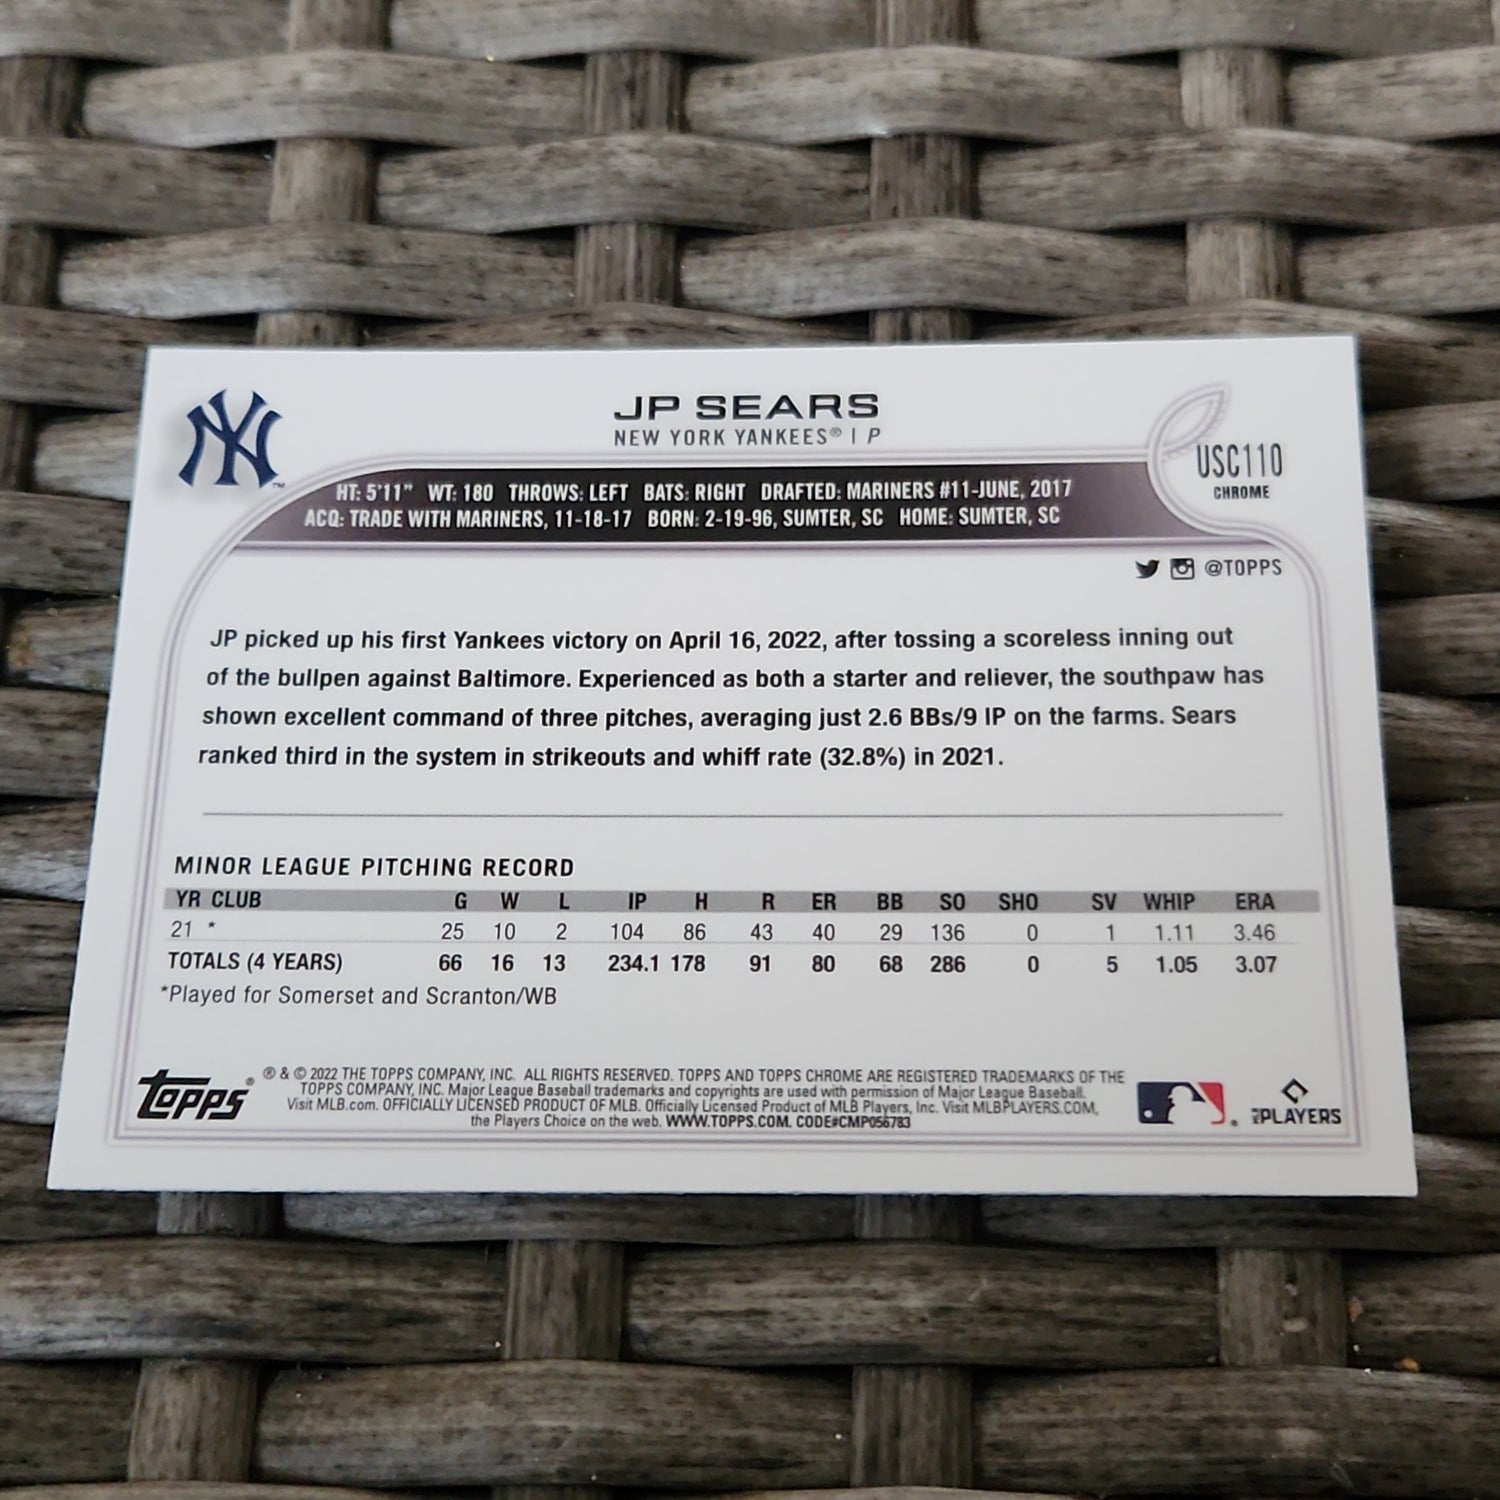 NY
TM
JP SEARS
NEW YORK YANKEES® | P
USC110
CHROME
HT: 5'11" WT: 180 THROWS: LEFT BATS: RIGHT DRAFTED: MARINERS #11-JUNE, 2017
ACQ: TRADE WITH MARINERS, 11-18-17 BORN: 2-19-96, SUMTER, SC HOME: SUMTER, SC
@TOPPS
JP picked up his first Yankees victory on April 16, 2022, after tossing a scoreless inning out
of the bullpen against Baltimore. Experienced as both a starter and reliever, the southpaw has
shown excellent command of three pitches, averaging just 2.6 BBs/9 IP on the farms. Sears
ranked third in the system in strikeouts and whiff rate (32.8%) in 2021.
MINOR LEAGUE PITCHING RECORD
YR CLUB G W L IP H R ER BB SO SHO SV WHIP ERA
21 * 25 10 2 104 86 43 40 29 136 0 1 1.11 3.46
TOTALS (4 YEARS) 66 16 13 234.1 178 91 80 68 286 0 5 1.05 3.07
*Played for Somerset and Scranton/WB
topps®
® & © 2022 THE TOPPS COMPANY, INC. ALL RIGHTS RESERVED. TOPPS AND TOPPS CHROME ARE REGISTERED TRADEMARKS OF THE
TOPPS COMPANY, INC. Major League Baseball trademarks and copyrights are used with permission of Major League Baseball.
Visit MLB.com. OFFICIALLY LICENSED PRODUCT OF MLB. Officially Licensed Product of MLB Players, Inc. Visit MLBPLAYERS.COM,
the Players Choice on the web. WWW.TOPPS.COM. CODE#CMP056783
MLB PLAYERS